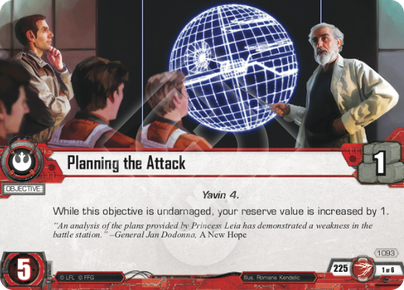 Planning the Attack
1
OBJECTIVE
Yavin 4.
While this objective is undamaged, your reserve value is increased by 1.
"An analysis of the plans provided by Princess Leia has demonstrated a weakness in the
battle station." –General Jan Dodonna, A New Hope
1093
5
© LFL © FFG
Illus. Romana Kendelic
225
1 of 6